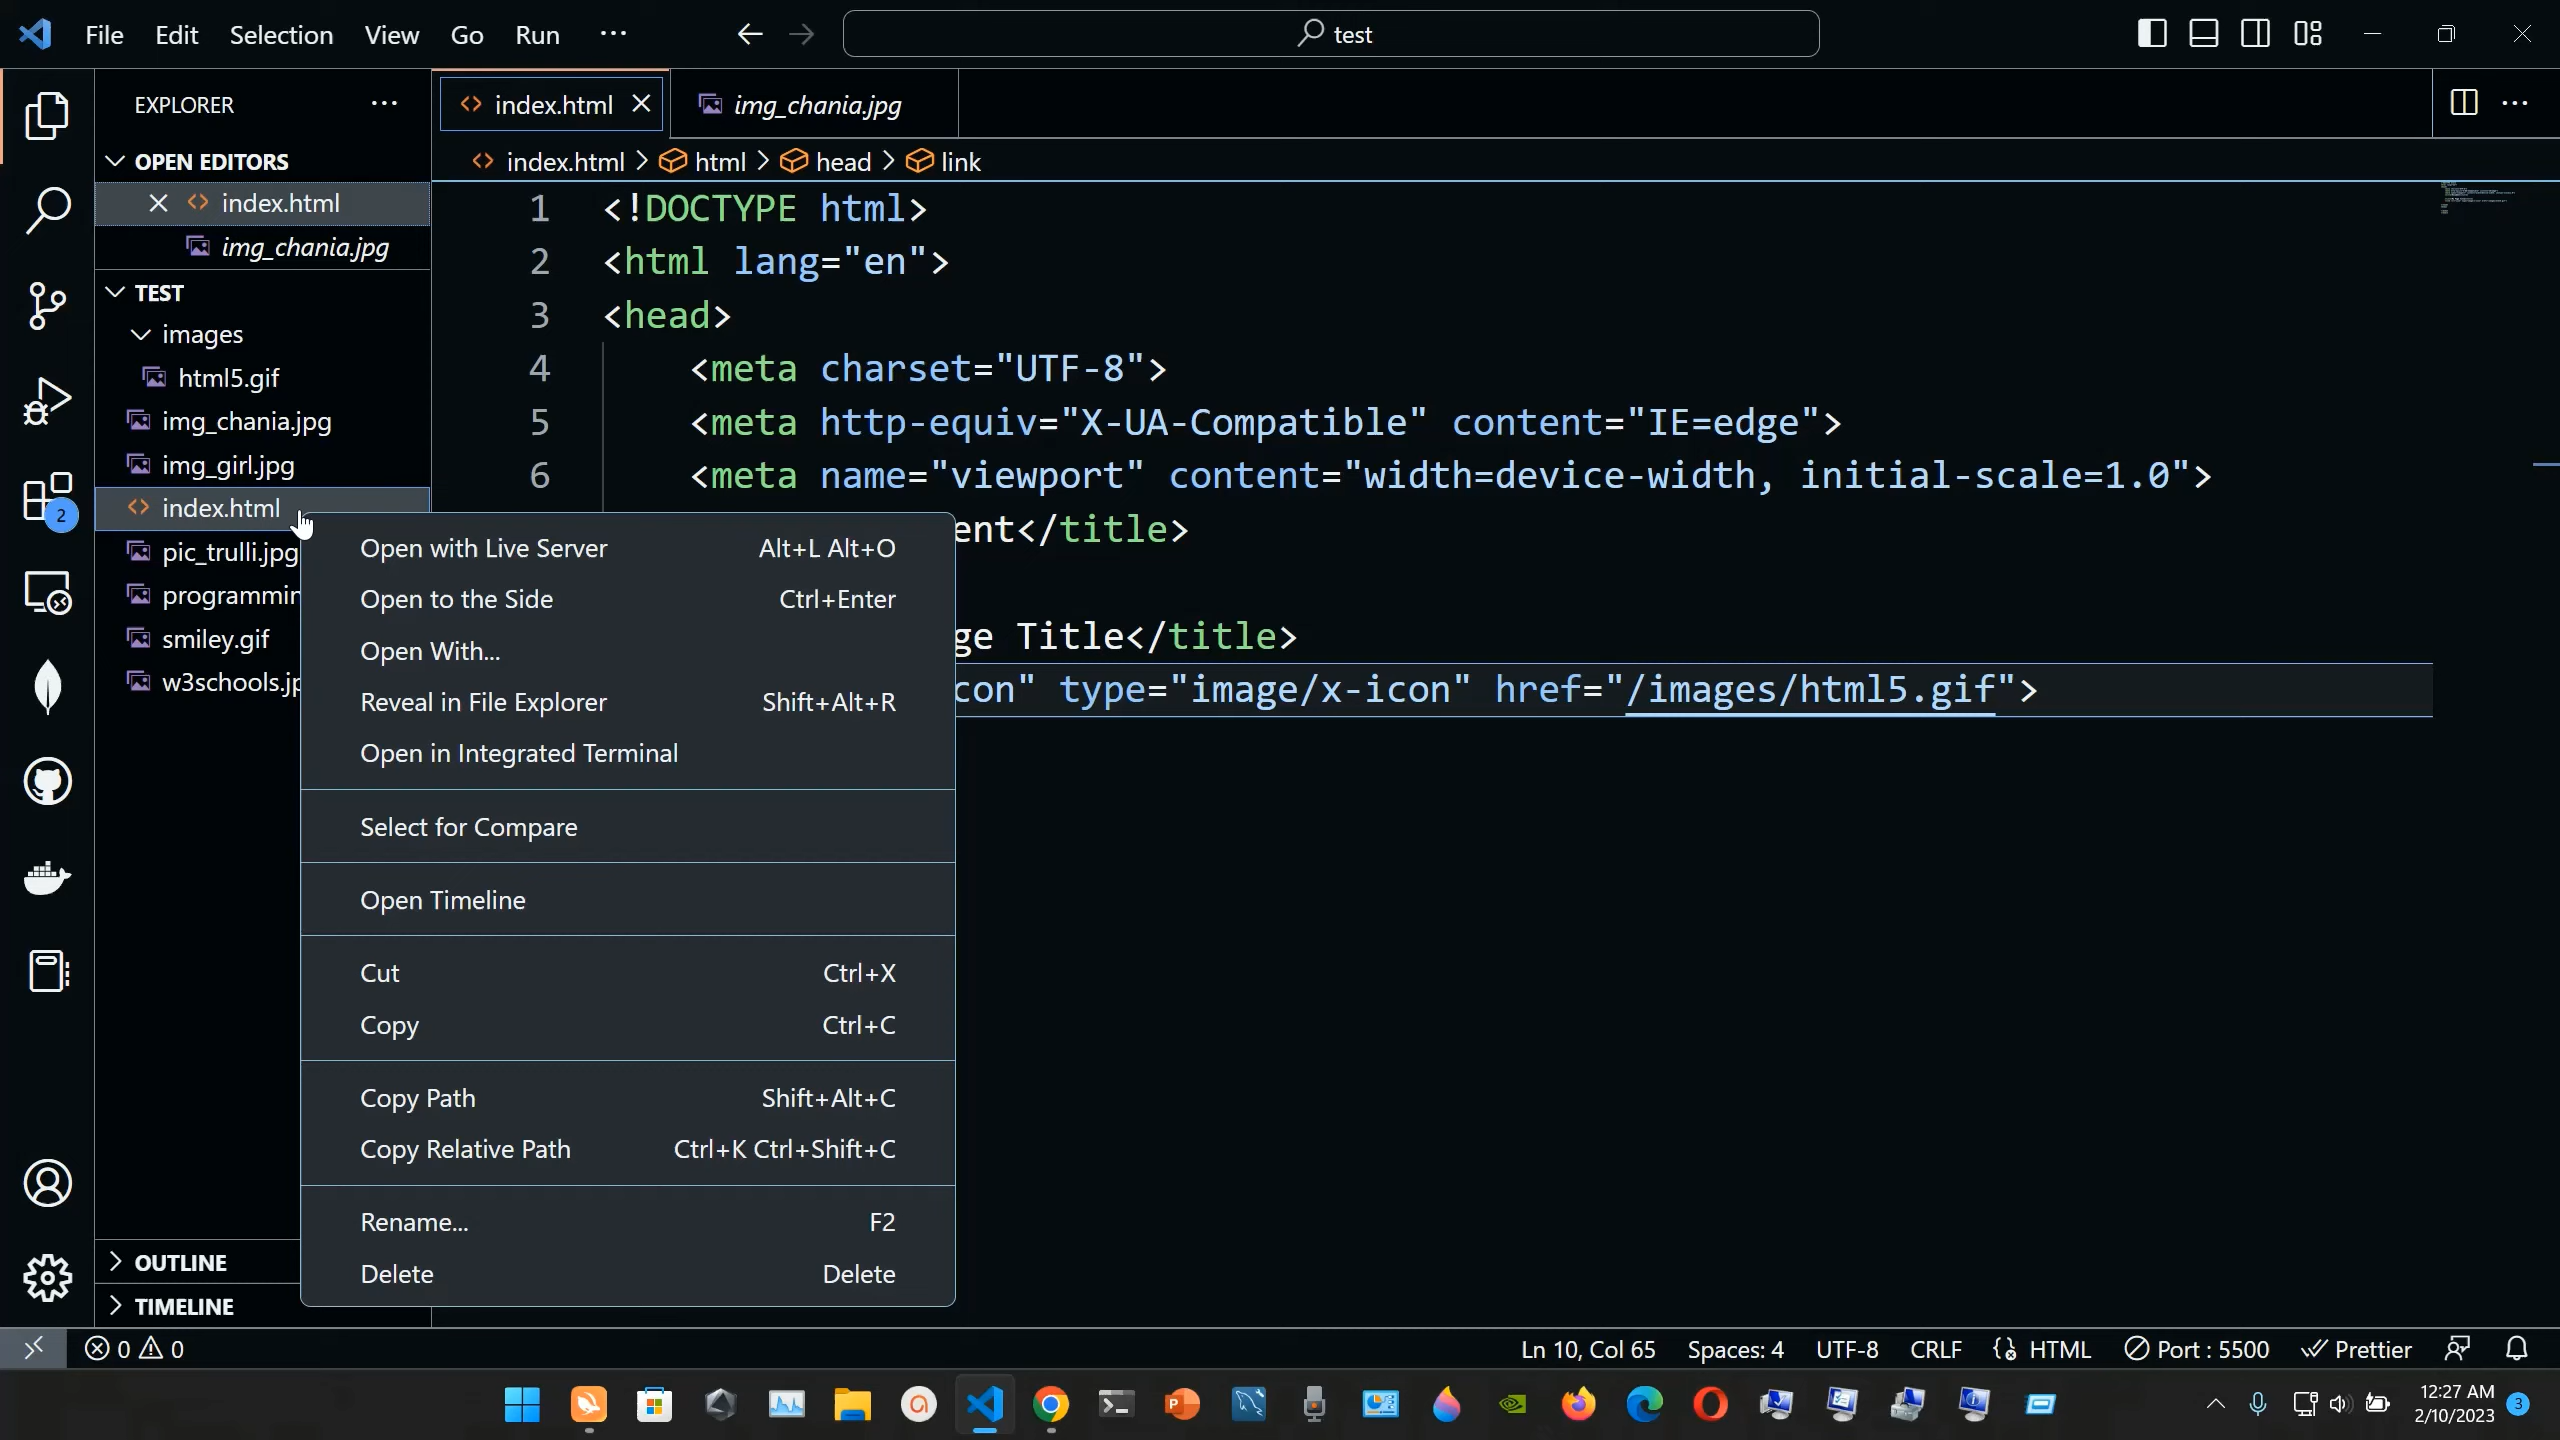 File Edit Selection View Go Run ··· test
EXPLORER ···
OPEN EDITORS
index.html
img_chania.jpg
TEST
images
html5.gif
img_chania.jpg
img_girl.jpg
index.html
pic_trulli.jpg
programmin
smiley.gif
w3schools.jp
OUTLINE
TIMELINE
index.html img_chania.jpg
index.html > html > head > link
1 <!DOCTYPE html>
2 <html lang="en">
3 <head>
4 <meta charset="UTF-8">
5 <meta http-equiv="X-UA-Compatible" content="IE=edge">
6 <meta name="viewport" content="width=device-width, initial-scale=1.0">
ent</title>
ge Title</title>
con" type="image/x-icon" href="/images/html5.gif">
Open with Live Server Alt+L Alt+O
Open to the Side Ctrl+Enter
Open With...
Reveal in File Explorer Shift+Alt+R
Open in Integrated Terminal
Select for Compare
Open Timeline
Cut Ctrl+X
Copy Ctrl+C
Copy Path Shift+Alt+C
Copy Relative Path Ctrl+K Ctrl+Shift+C
Rename... F2
Delete Delete
2
0 0 Ln 10, Col 65 Spaces: 4 UTF-8 CRLF HTML Port : 5500 Prettier
12:27 AM
2/10/2023 3